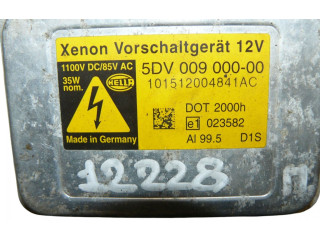 Xenon Vorschaltgerät 12V
1100V DC/85V AC
35W
nom.
HELLA
5DV 009 000-00
101512004841AC
DOT 2000h
e1 023582
Al 99.5 D1S
Made in Germany
12228 П